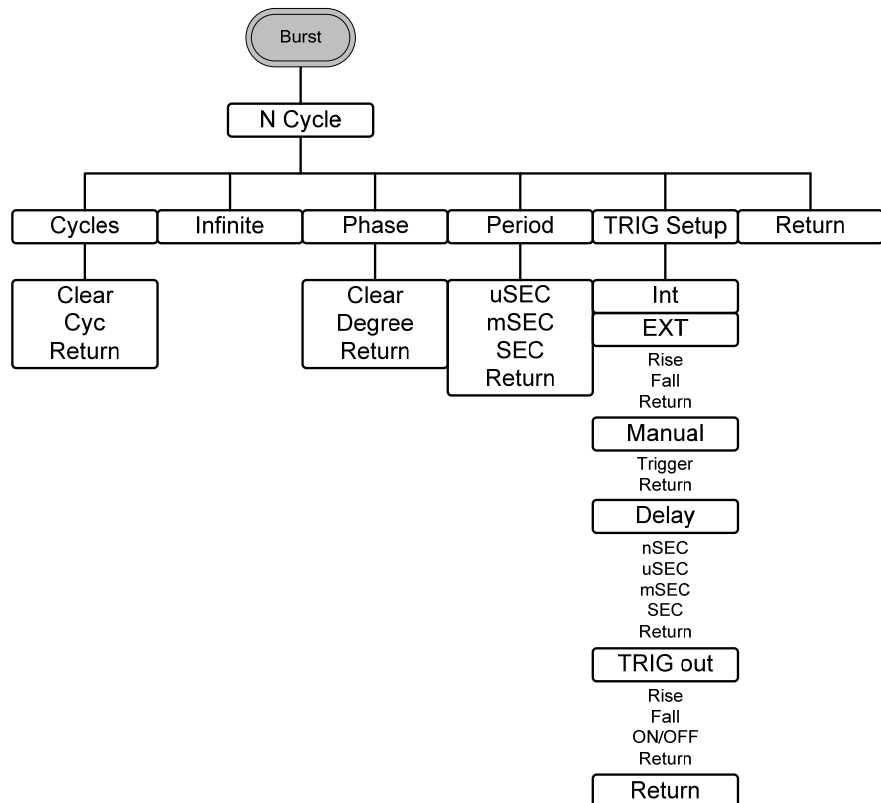 Burst
N Cycle
Cycles
Infinite
Phase
Period
TRIG Setup
Return
Clear
Cyc
Return
Clear
Degree
Return
uSEC
mSEC
SEC
Return
Int
EXT
Rise
Fall
Return
Manual
Trigger
Return
Delay
nSEC
uSEC
mSEC
SEC
Return
TRIG out
Rise
Fall
ON/OFF
Return
Return